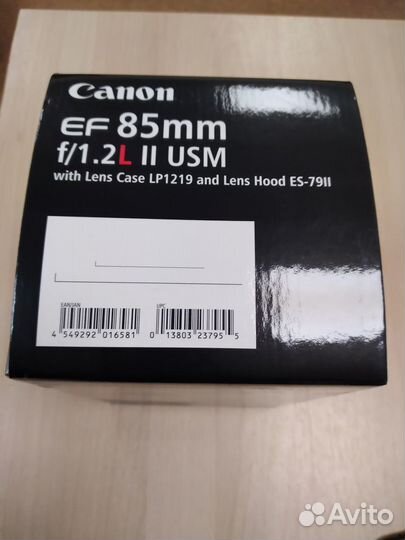 Canon
EF 85mm
f/1.2L II USM
with Lens Case LP1219 and Lens Hood ES-79II
EAN/JAN UPC
4 549292 016581 0 13803 23795 5
Avito